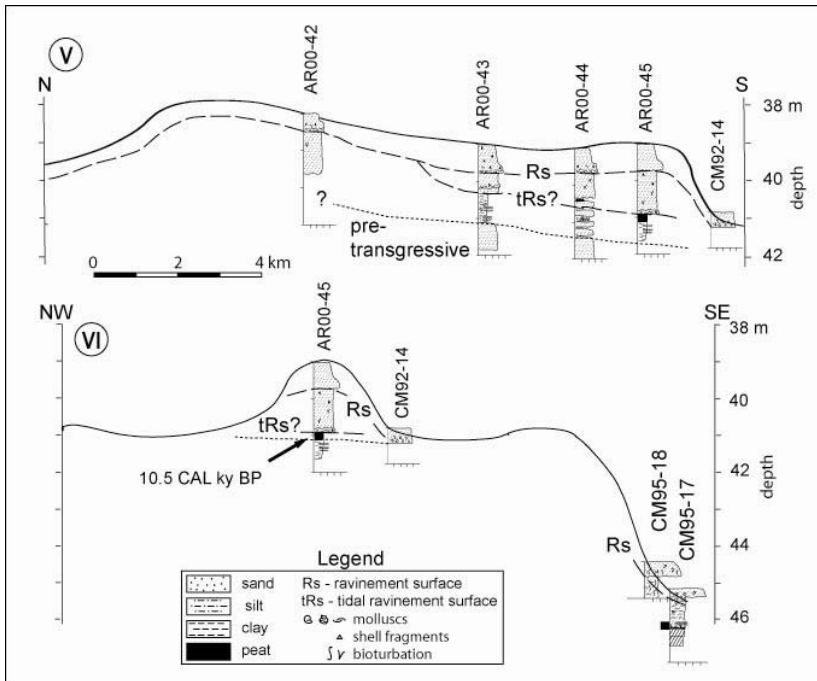 V
N
S
AR00-42
AR00-43
AR00-44
AR00-45
CM92-14
38 m
40
42
depth
Rs
tRs?
?
pre-
transgressive
0 2 4 km
NW
SE
VI
AR00-45
CM92-14
CM95-18
CM95-17
38 m
40
42
44
46
depth
Rs
tRs?
10.5 CAL ky BP
Rs
Legend
sand
silt
clay
peat
Rs - ravinement surface
tRs - tidal ravinement surface
molluscs
shell fragments
bioturbation